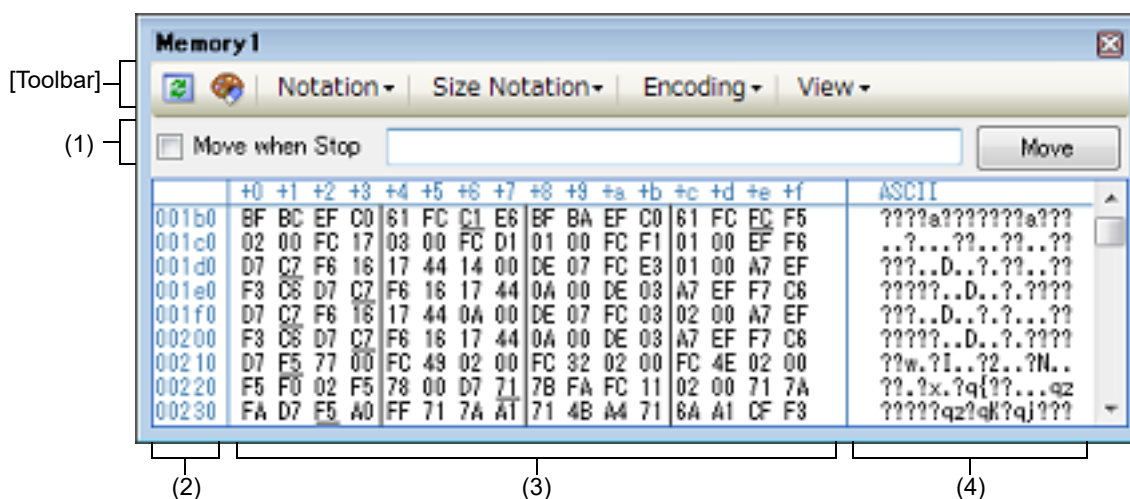 Memory1
[Toolbar]
Notation Size Notation Encoding View
(1)
Move when Stop Move
+0 +1 +2 +3 +4 +5 +6 +7 +8 +9 +a +b +c +d +e +f ASCII
001b0 BF BC EF C0 61 FC C1 E6 BF BA EF C0 61 FC FC F5 ????a???????a???
001c0 02 00 FC 17 03 00 FC D1 01 00 FC F1 01 00 EF F6 ..?...??..??..??
001d0 D7 C7 F6 16 17 44 14 00 DE 07 FC E3 01 00 A7 EF ???..D..?.??..??
001e0 F3 C6 D7 C7 F6 16 17 44 0A 00 DE 03 A7 EF F7 C6 ?????..D..?.????
001f0 D7 C7 F6 16 17 44 0A 00 DE 07 FC 03 02 00 A7 EF ???..D..?.?...??
00200 F3 C6 D7 C7 F6 16 17 44 0A 00 DE 03 A7 EF F7 C6 ?????..D..?.????
00210 D7 F5 77 00 FC 49 02 00 FC 32 02 00 FC 4E 02 00 ??w.?I..?2..?N..
00220 F5 F0 02 F5 78 00 D7 71 7B FA FC 11 02 00 71 7A ??.?x.?q{??...qz
00230 FA D7 F5 A0 FF 71 7A A1 71 4B A4 71 6A A1 CF F3 ?????qz?qK?qj???
(2) (3) (4)